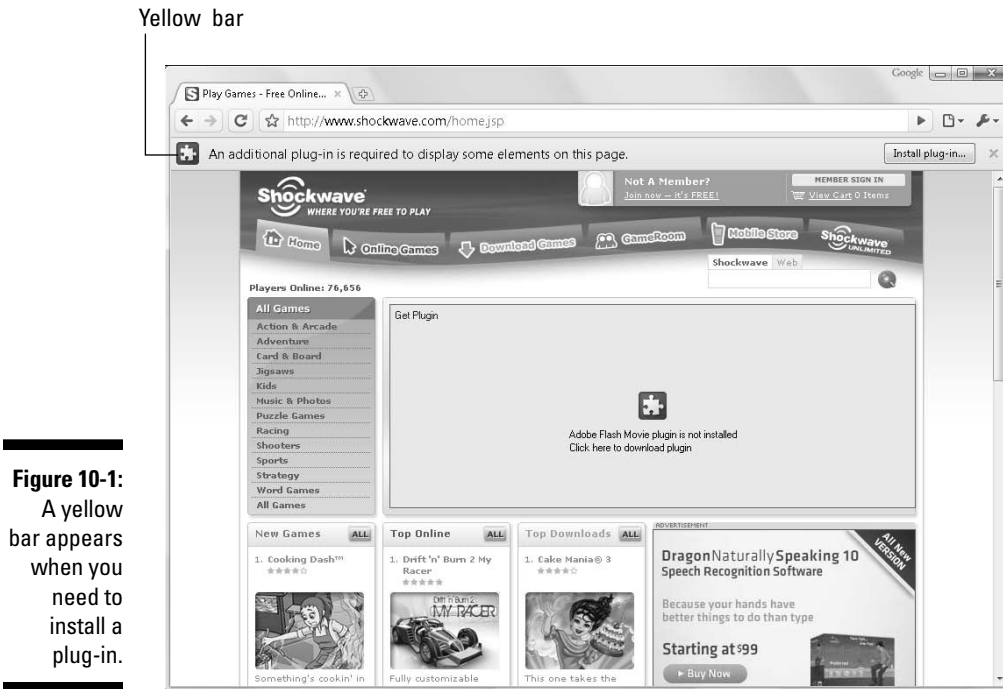 Yellow bar
Google
Play Games - Free Online...
http://www.shockwave.com/home.jsp
An additional plug-in is required to display some elements on this page.
Install plug-in...
Shockwave
WHERE YOU'RE FREE TO PLAY
Not A Member?
Join now — it's FREE!
MEMBER SIGN IN
View Cart 0 Items
Home
Online Games
Download Games
GameRoom
Mobile Store
Shockwave
UNLIMITED
Shockwave Web
Players Online: 76,656
All Games
Action & Arcade
Adventure
Card & Board
Jigsaws
Kids
Music & Photos
Puzzle Games
Racing
Shooters
Sports
Strategy
Word Games
All Games
Get Plugin
Adobe Flash Movie plugin is not installed
Click here to download plugin
New Games ALL
1. Cooking Dash™
Something's cookin' in
Top Online ALL
1. Drift 'n' Burn 2 My
Racer
Drift n Burn 2:
MY RACER
Fully customizable
Top Downloads ALL
1. Cake Mania® 3
This one takes the
ADVERTISEMENT
All New
VERSION
DragonNaturallySpeaking 10
Speech Recognition Software
Because your hands have
better things to do than type
Starting at $99
Buy Now
Figure 10-1:
A yellow
bar appears
when you
need to
install a
plug-in.